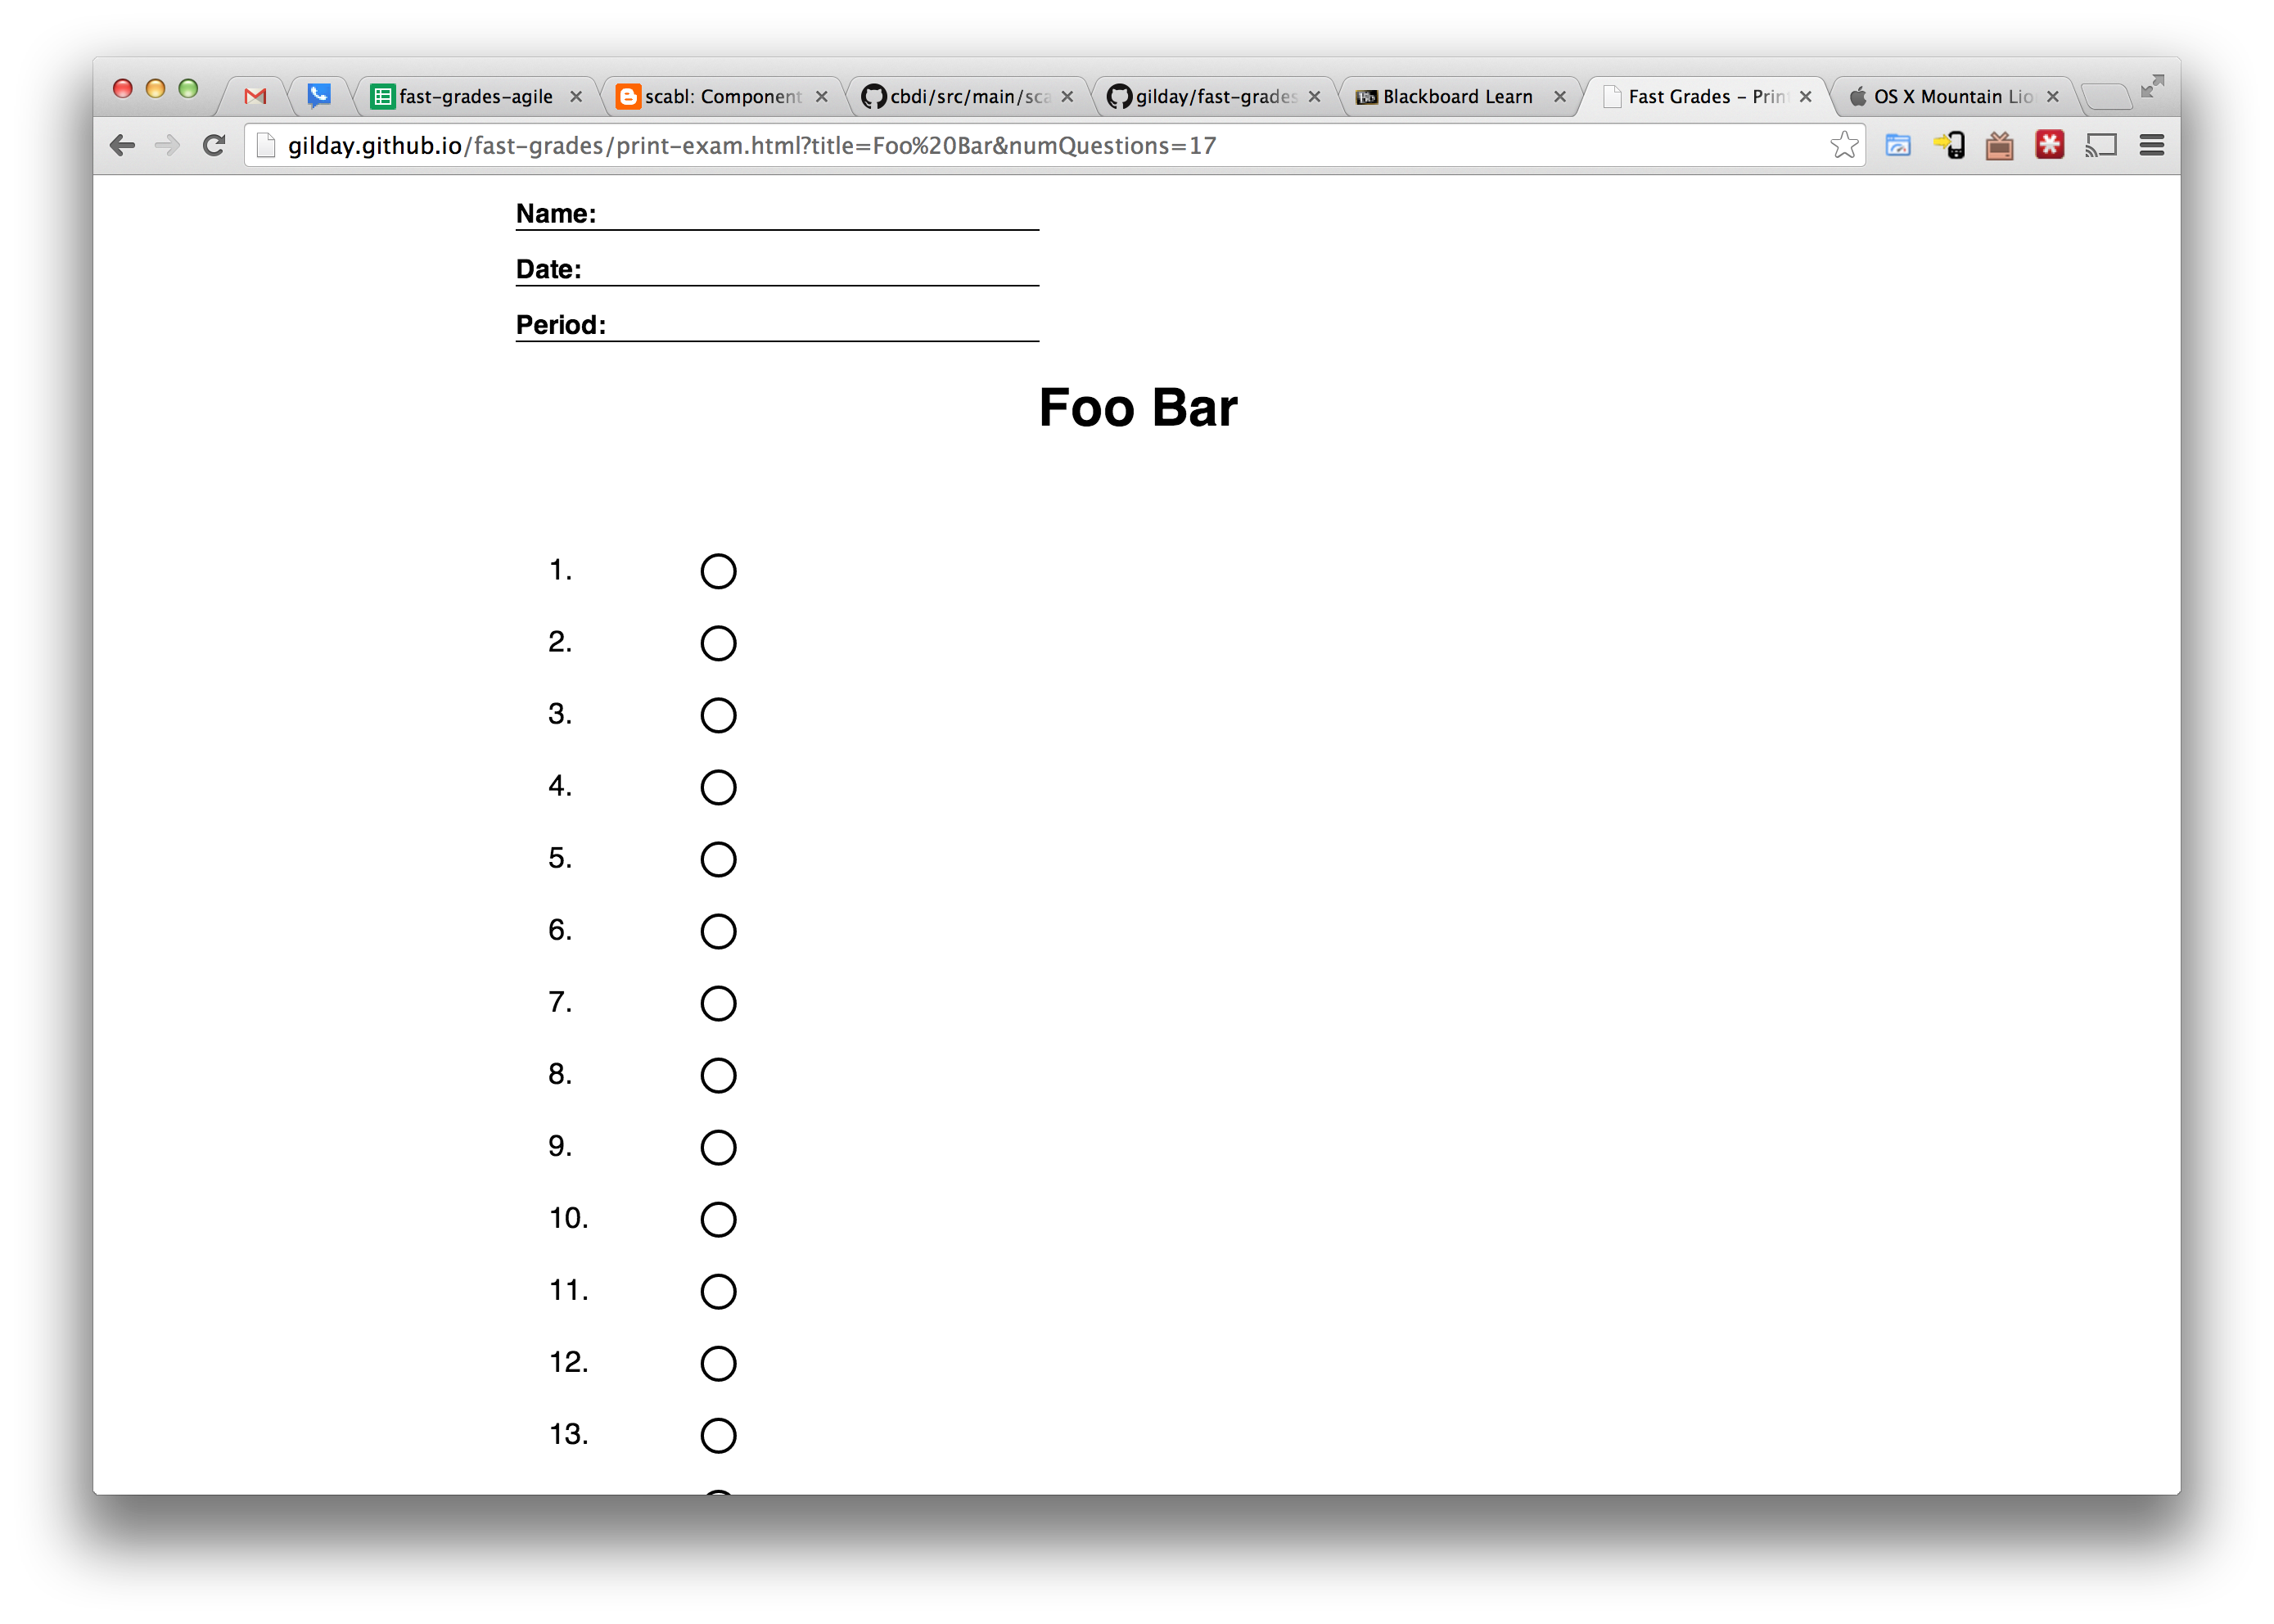 fast-grades-agile
scabl: Component
cbdi/src/main/sca
gilday/fast-grades
Bb Blackboard Learn
Fast Grades – Prin
OS X Mountain Lio
gilday.github.io/fast-grades/print-exam.html?title=Foo%20Bar&numQuestions=17
Name:
Date:
Period:
Foo Bar
1.
2.
3.
4.
5.
6.
7.
8.
9.
10.
11.
12.
13.